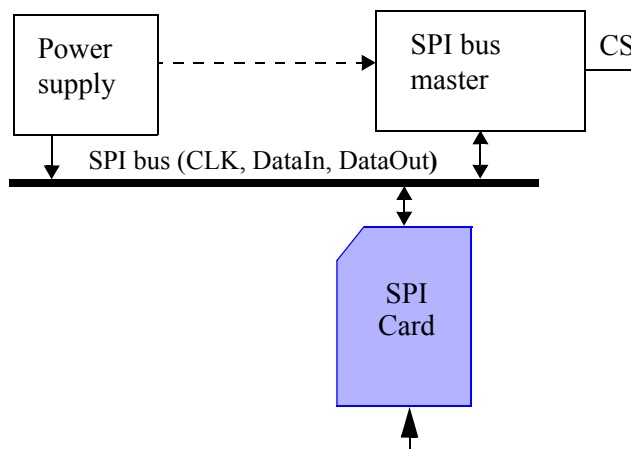 Power
supply
SPI bus
master
CS
SPI bus (CLK, DataIn, DataOut)
SPI
Card